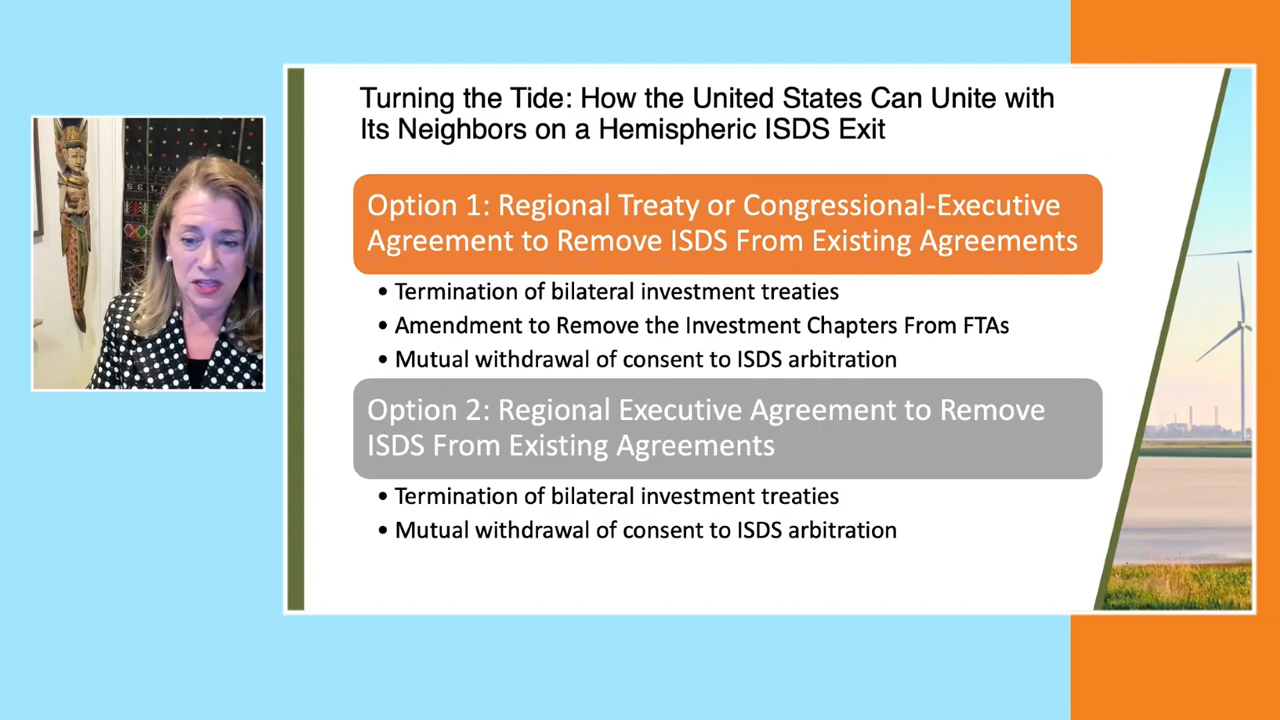 Turning the Tide: How the United States Can Unite with
Its Neighbors on a Hemispheric ISDS Exit
Option 1: Regional Treaty or Congressional-Executive
Agreement to Remove ISDS From Existing Agreements
• Termination of bilateral investment treaties
• Amendment to Remove the Investment Chapters From FTAs
• Mutual withdrawal of consent to ISDS arbitration
Option 2: Regional Executive Agreement to Remove
ISDS From Existing Agreements
• Termination of bilateral investment treaties
• Mutual withdrawal of consent to ISDS arbitration